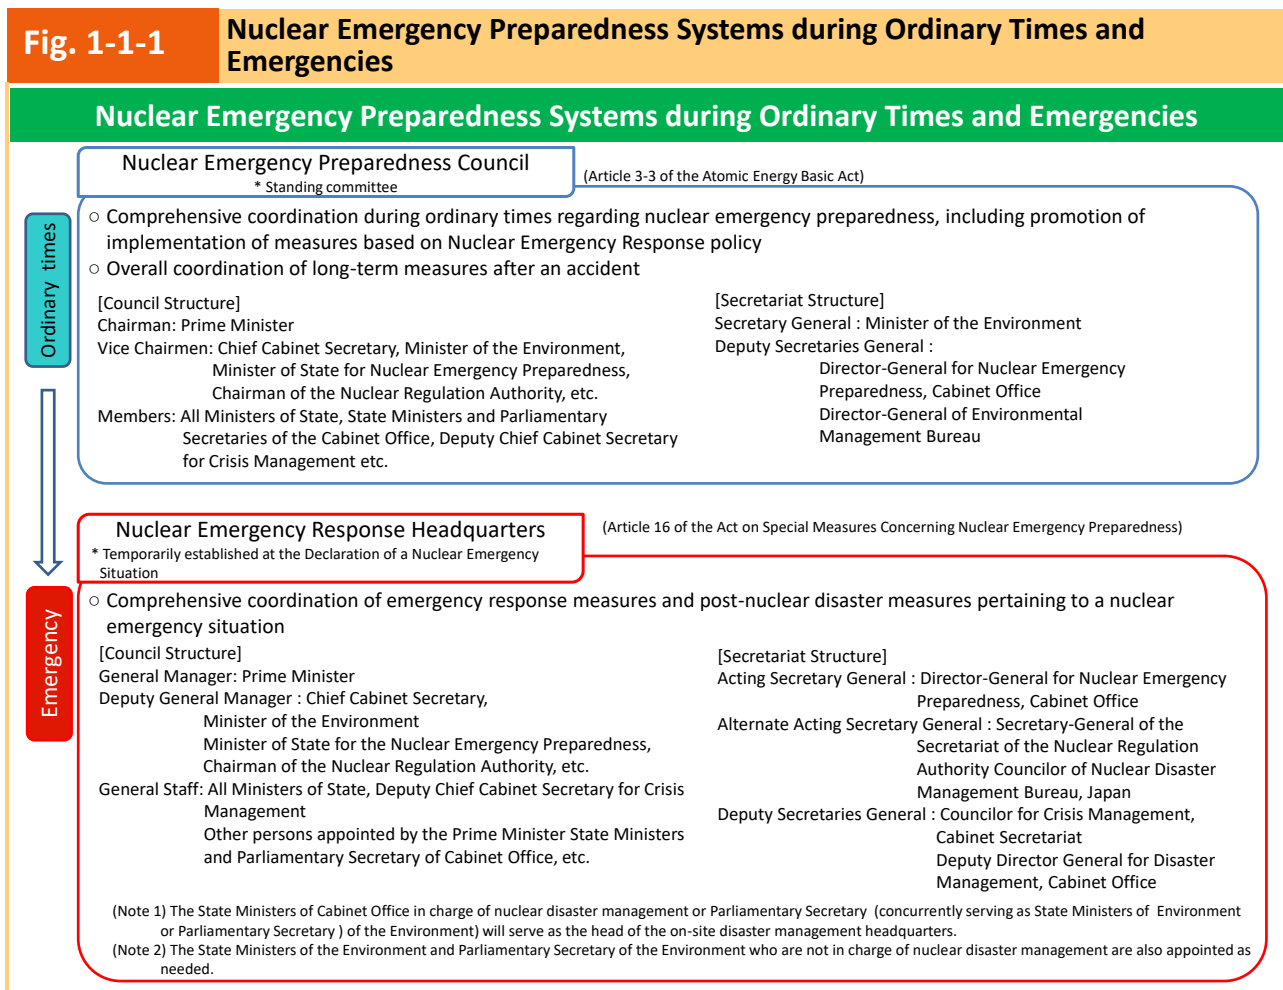 Fig. 1-1-1
Nuclear Emergency Preparedness Systems during Ordinary Times and
Emergencies
Nuclear Emergency Preparedness Systems during Ordinary Times and Emergencies
Nuclear Emergency Preparedness Council
* Standing committee
(Article 3-3 of the Atomic Energy Basic Act)
Ordinary times
○ Comprehensive coordination during ordinary times regarding nuclear emergency preparedness, including promotion of
implementation of measures based on Nuclear Emergency Response policy
○ Overall coordination of long-term measures after an accident
[Council Structure]
Chairman: Prime Minister
Vice Chairmen: Chief Cabinet Secretary, Minister of the Environment,
Minister of State for Nuclear Emergency Preparedness,
Chairman of the Nuclear Regulation Authority, etc.
Members: All Ministers of State, State Ministers and Parliamentary
Secretaries of the Cabinet Office, Deputy Chief Cabinet Secretary
for Crisis Management etc.
[Secretariat Structure]
Secretary General : Minister of the Environment
Deputy Secretaries General :
Director-General for Nuclear Emergency
Preparedness, Cabinet Office
Director-General of Environmental
Management Bureau
Nuclear Emergency Response Headquarters
* Temporarily established at the Declaration of a Nuclear Emergency
Situation
(Article 16 of the Act on Special Measures Concerning Nuclear Emergency Preparedness)
Emergency
○ Comprehensive coordination of emergency response measures and post-nuclear disaster measures pertaining to a nuclear
emergency situation
[Council Structure]
General Manager: Prime Minister
Deputy General Manager : Chief Cabinet Secretary,
Minister of the Environment
Minister of State for the Nuclear Emergency Preparedness,
Chairman of the Nuclear Regulation Authority, etc.
General Staff: All Ministers of State, Deputy Chief Cabinet Secretary for Crisis
Management
Other persons appointed by the Prime Minister State Ministers
and Parliamentary Secretary of Cabinet Office, etc.
[Secretariat Structure]
Acting Secretary General : Director-General for Nuclear Emergency
Preparedness, Cabinet Office
Alternate Acting Secretary General : Secretary-General of the
Secretariat of the Nuclear Regulation
Authority Councilor of Nuclear Disaster
Management Bureau, Japan
Deputy Secretaries General : Councilor for Crisis Management,
Cabinet Secretariat
Deputy Director General for Disaster
Management, Cabinet Office
(Note 1) The State Ministers of Cabinet Office in charge of nuclear disaster management or Parliamentary Secretary (concurrently serving as State Ministers of Environment
or Parliamentary Secretary ) of the Environment) will serve as the head of the on-site disaster management headquarters.
(Note 2) The State Ministers of the Environment and Parliamentary Secretary of the Environment who are not in charge of nuclear disaster management are also appointed as
needed.